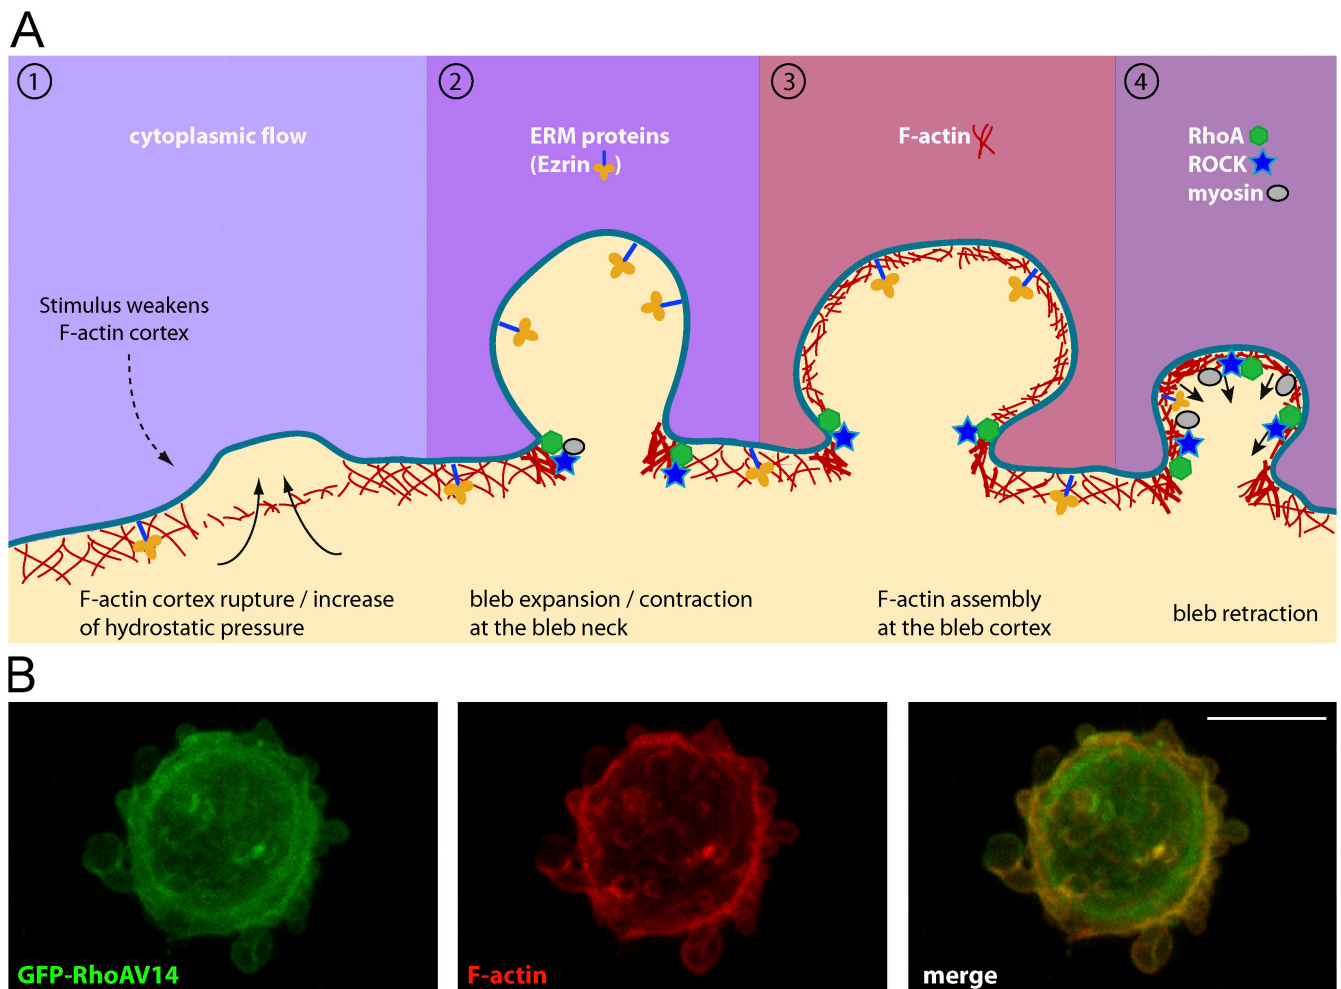 A
1
2
3
4
cytoplasmic flow
ERM proteins
(Ezrin )
F-actin
RhoA
ROCK
myosin
Stimulus weakens
F-actin cortex
F-actin cortex rupture / increase
of hydrostatic pressure
bleb expansion / contraction
at the bleb neck
F-actin assembly
at the bleb cortex
bleb retraction
B
GFP-RhoAV14
F-actin
merge